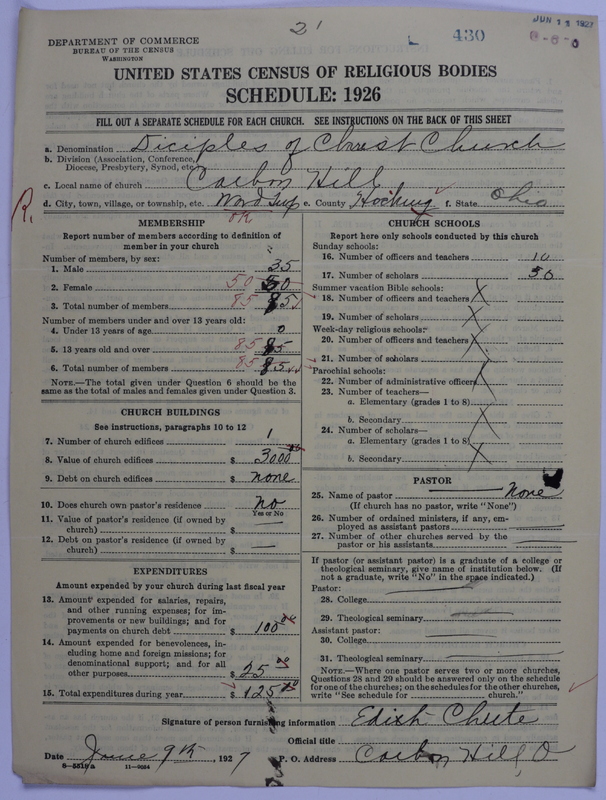 21
L 430
JUN 11 1927
DEPARTMENT OF COMMERCE
BUREAU OF THE CENSUS
WASHINGTON
UNITED STATES CENSUS OF RELIGIOUS BODIES
SCHEDULE: 1926
FILL OUT A SEPARATE SCHEDULE FOR EACH CHURCH. SEE INSTRUCTIONS ON THE BACK OF THIS SHEET
a. Denomination Diciples of Christ Church
b. Division (Association, Conference, Diocese, Presbytery, Synod, etc.)
c. Local name of church Carbon Hill
d. City, town, village, or township, etc. Ward Twp e. County Hocking f. State Ohio
R.
OK
MEMBERSHIP
Report number of members according to definition of
member in your church
Number of members, by sex:
1. Male 35
2. Female 50 50
3. Total number of members 85 85
Number of members under and over 13 years old:
4. Under 13 years of age 0
5. 13 years old and over 85 85
6. Total number of members 85 85
NOTE.—The total given under Question 6 should be the
same as the total of males and females given under Question 3.
CHURCH BUILDINGS
See instructions, paragraphs 10 to 12
7. Number of church edifices 1
8. Value of church edifices $ 3000 00
9. Debt on church edifices $ none
10. Does church own pastor's residence? no
Yes or No
11. Value of pastor's residence (if owned by
church) $ —
12. Debt on pastor's residence (if owned by
church) $ —
EXPENDITURES
Amount expended by your church during last fiscal year
13. Amount expended for salaries, repairs,
and other running expenses; for im-
provements or new buildings; and for
payments on church debt $ 100 00
14. Amount expended for benevolences, in-
cluding home and foreign missions; for
denominational support; and for all
other purposes $ 25 00
15. Total expenditures during year $ 125 00
CHURCH SCHOOLS
Report here only schools conducted by this church
Sunday schools:
16. Number of officers and teachers 10
17. Number of scholars 50
Summer vacation Bible schools:
18. Number of officers and teachers X
19. Number of scholars X
Week-day religious schools:
20. Number of officers and teachers X
21. Number of scholars
Parochial schools:
22. Number of administrative officers
23. Number of teachers—
a. Elementary (grades 1 to 8)
b. Secondary
24. Number of scholars—
a. Elementary (grades 1 to 8)
b. Secondary
PASTOR
25. Name of pastor none
(If church has no pastor, write "None")
26. Number of ordained ministers, if any, em-
ployed as assistant pastors
27. Number of other churches served by the
pastor or his assistants
If pastor (or assistant pastor) is a graduate of a college or
theological seminary, give name of institution below. (If
not a graduate, write "No" in the space indicated.)
Pastor:
28. College
29. Theological seminary
Assistant pastor:
30. College
31. Theological seminary
NOTE.—Where one pastor serves two or more churches,
Questions 28 and 29 should be answered only on the schedule
for one of the churches; on the schedules for the other churches,
write "See schedule for church."
Signature of person furnishing information Edith Chute
Official title
Date June 9th, 1927 P. O. Address Carbon Hill, O
8-5518a 11-9064